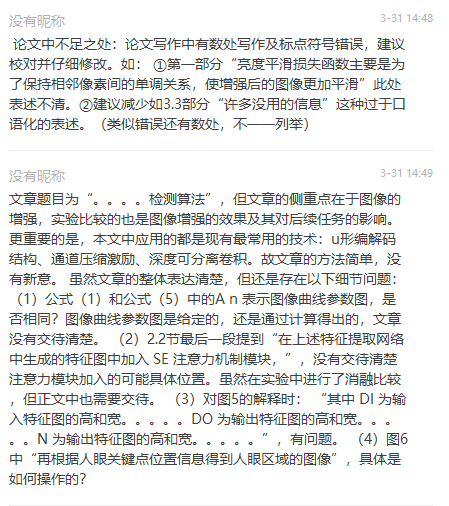 没有昵称 3-31 14:48
论文中不足之处：论文写作中有数处写作及标点符号错误，建议
校对并仔细修改。如： ①第一部分“亮度平滑损失函数主要是为
了保持相邻像素间的单调关系，使增强后的图像更加平滑”此处
表述不清。②建议减少如3.3部分“许多没用的信息”这种过于口
语化的表述。（类似错误还有数处，不一一列举）
没有昵称 3-31 14:49
文章题目为“。。。。检测算法”，但文章的侧重点在于图像的
增强，实验比较的也是图像增强的效果及其对后续任务的影响。
更重要的是，本文中应用的都是现有最常用的技术：u形编解码
结构、通道压缩激励、深度可分离卷积。故文章的方法简单，没
有新意。 虽然文章的整体表达清楚，但还是存在以下细节问题：
（1）公式（1）和公式（5）中的A n 表示图像曲线参数图，是
否相同？图像曲线参数图是给定的，还是通过计算得出的，文章
没有交待清楚。 （2）2.2节最后一段提到“在上述特征提取网络
中生成的特征图中加入 SE 注意力机制模块，”，没有交待清楚
注意力模块加入的可能具体位置。虽然在实验中进行了消融比较
，但正文中也需要交待。 （3）对图5的解释时： “其中 DI 为输
入特征图的高和宽。。。。。DO 为输出特征图的高和宽。。。
。。N 为输出特征图的高和宽。。。。。”，有问题。 （4）图6
中“再根据人眼关键点位置信息得到人眼区域的图像”，具体是
如何操作的？